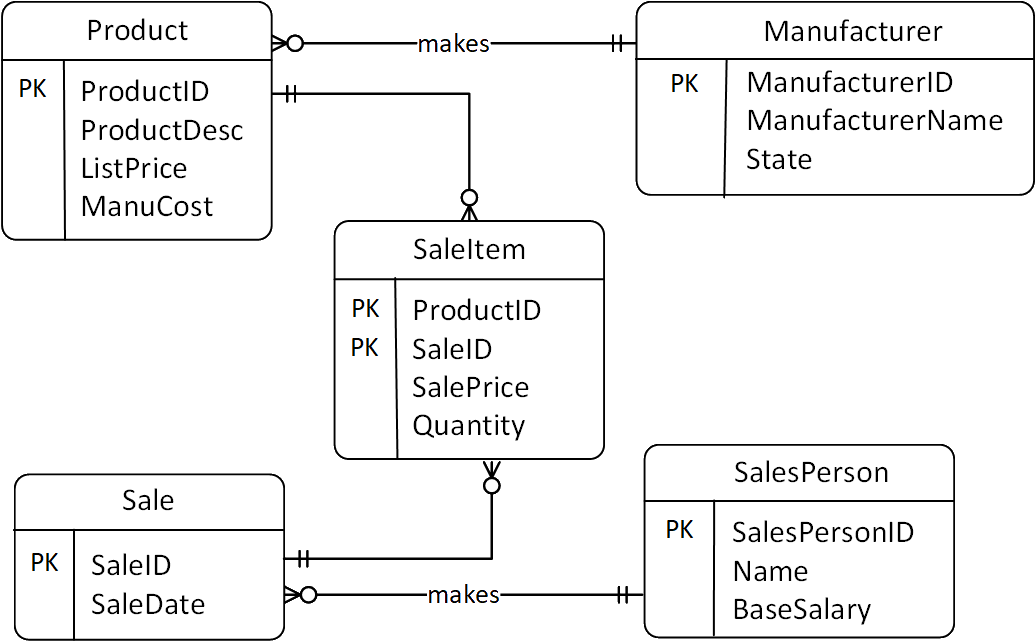 Product
PK ProductID
ProductDesc
ListPrice
ManuCost
makes
Manufacturer
PK ManufacturerID
ManufacturerName
State
SaleItem
PK ProductID
PK SaleID
SalePrice
Quantity
Sale
PK SaleID
SaleDate
makes
SalesPerson
PK SalesPersonID
Name
BaseSalary